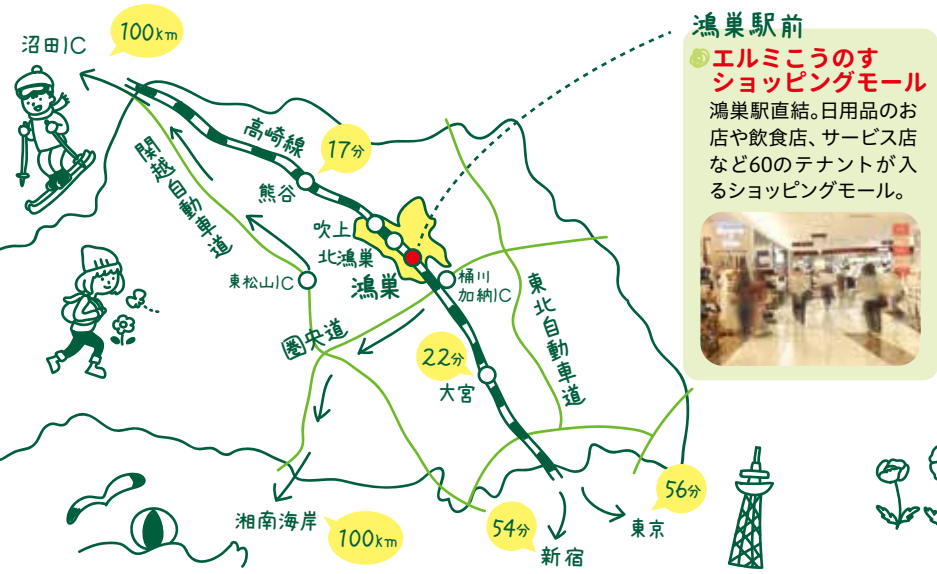 沼田IC
100km
鴻巣駅前
エルミこうのす
ショッピングモール
鴻巣駅直結。日用品のお
店や飲食店、サービス店
など60のテナントが入
るショッピングモール。
高崎線
17分
熊谷
関越自動車道
吹上
北鴻巣
鴻巣
東松山IC
桶川
加納IC
東北自動車道
圏央道
22分
大宮
湘南海岸
100km
54分
新宿
56分
東京